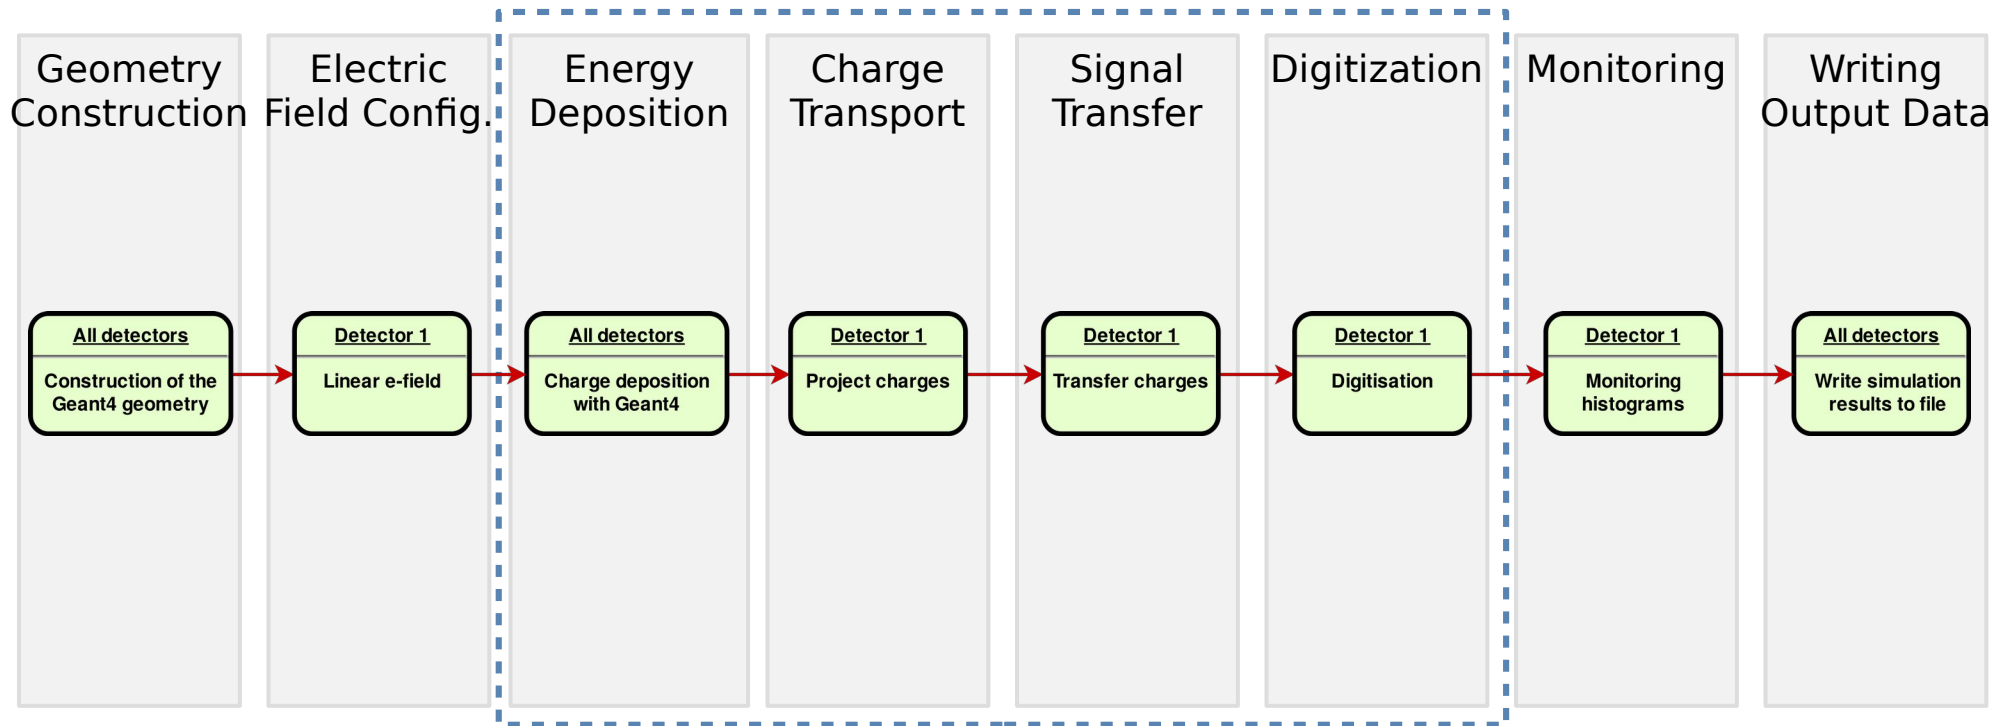 Geometry
Construction
Electric
Field Config.
Energy
Deposition
Charge
Transport
Signal
Transfer
Digitization
Monitoring
Writing
Output Data
All detectors
Construction of the
Geant4 geometry
Detector 1
Linear e-field
All detectors
Charge deposition
with Geant4
Detector 1
Project charges
Detector 1
Transfer charges
Detector 1
Digitisation
Detector 1
Monitoring
histograms
All detectors
Write simulation
results to file